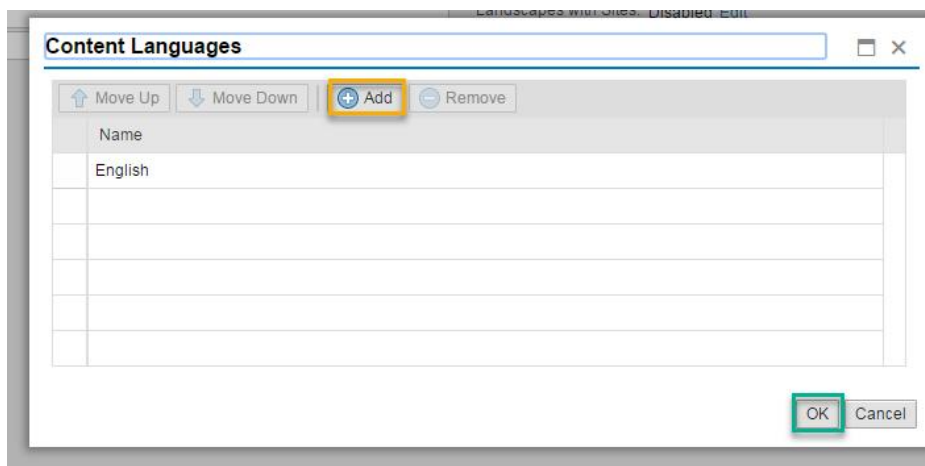 Landscapes with Sites: Disabled Edit
Content Languages
Move Up Move Down Add Remove
Name
English
OK Cancel